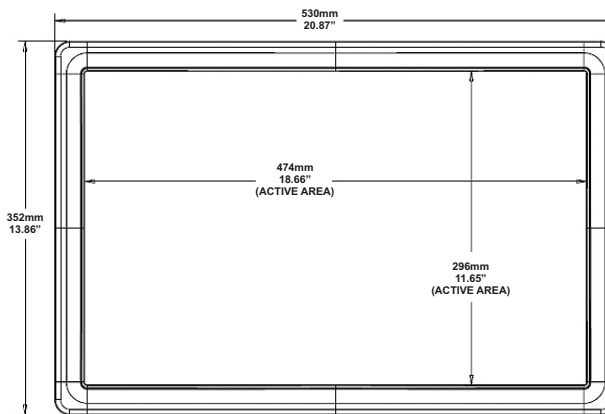 530mm
20.87”
474mm
18.66”
(ACTIVE AREA)
352mm
13.86”
296mm
11.65”
(ACTIVE AREA)